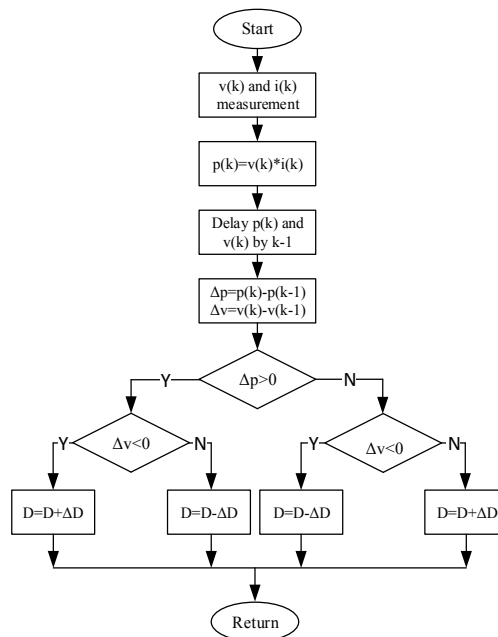 Start
v(k) and i(k)
measurement
p(k)=v(k)*i(k)
Delay p(k) and
v(k) by k-1
Δp=p(k)-p(k-1)
Δv=v(k)-v(k-1)
Y
Δp>0
N
Y
Δv<0
N
Y
Δv<0
N
D=D+ΔD
D=D-ΔD
D=D-ΔD
D=D+ΔD
Return